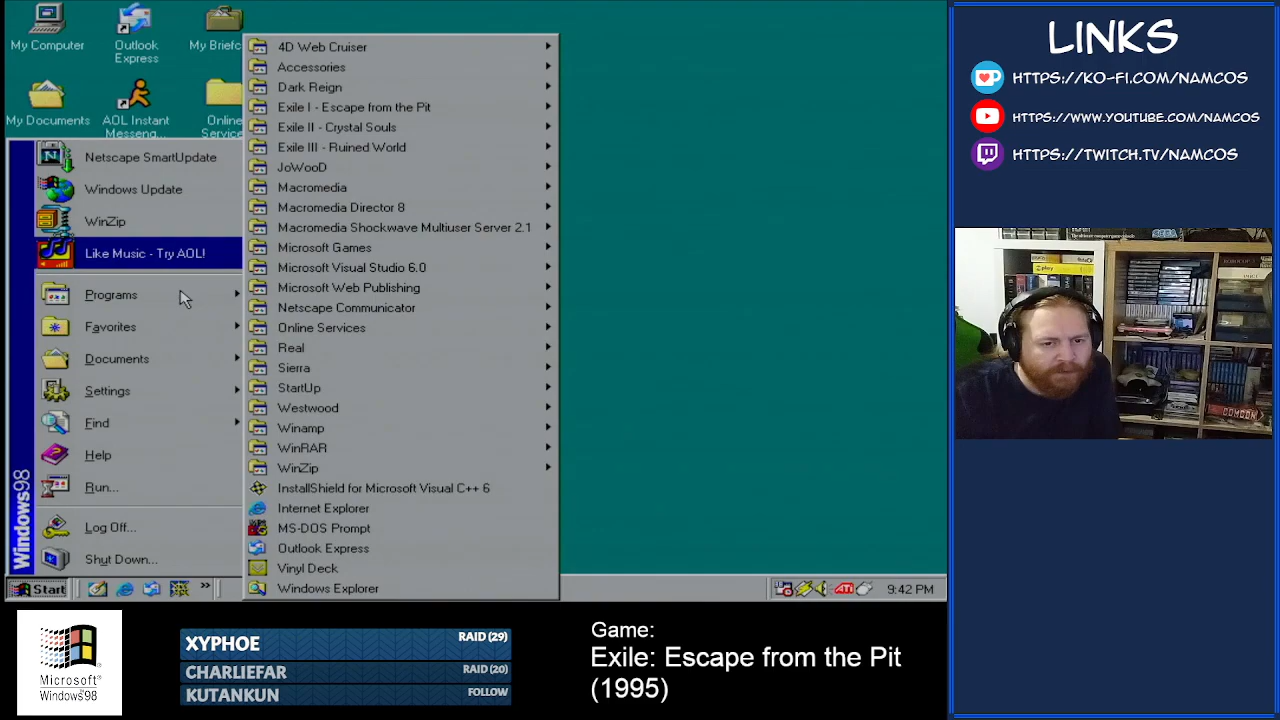 My Computer
Outlook
Express
My Briefc
My Documents
AOL Instant
Messeng...
Online
Service
Netscape SmartUpdate
Windows Update
WinZip
Like Music - Try AOL!
Programs
Favorites
Documents
Settings
Find
Help
Run...
Log Off...
Shut Down...
Windows98
4D Web Cruiser
Accessories
Dark Reign
Exile I - Escape from the Pit
Exile II - Crystal Souls
Exile III - Ruined World
JoWooD
Macromedia
Macromedia Director 8
Macromedia Shockwave Multiuser Server 2.1
Microsoft Games
Microsoft Visual Studio 6.0
Microsoft Web Publishing
Netscape Communicator
Online Services
Real
Sierra
StartUp
Westwood
Winamp
WinRAR
WinZip
InstallShield for Microsoft Visual C++ 6
Internet Explorer
MS-DOS Prompt
Outlook Express
Vinyl Deck
Windows Explorer
Start
»
ATI
9:42 PM
LINKS
HTTPS://KO-FI.COM/NAMCOS
HTTPS://WWW.YOUTUBE.COM/NAMCOS
HTTPS://TWITCH.TV/NAMCOS
SEGA
COMCON
Microsoft
Windows98
XYPHOE
RAID (29)
CHARLIEFAR
RAID (20)
KUTANKUN
FOLLOW
Game:
Exile: Escape from the Pit
(1995)